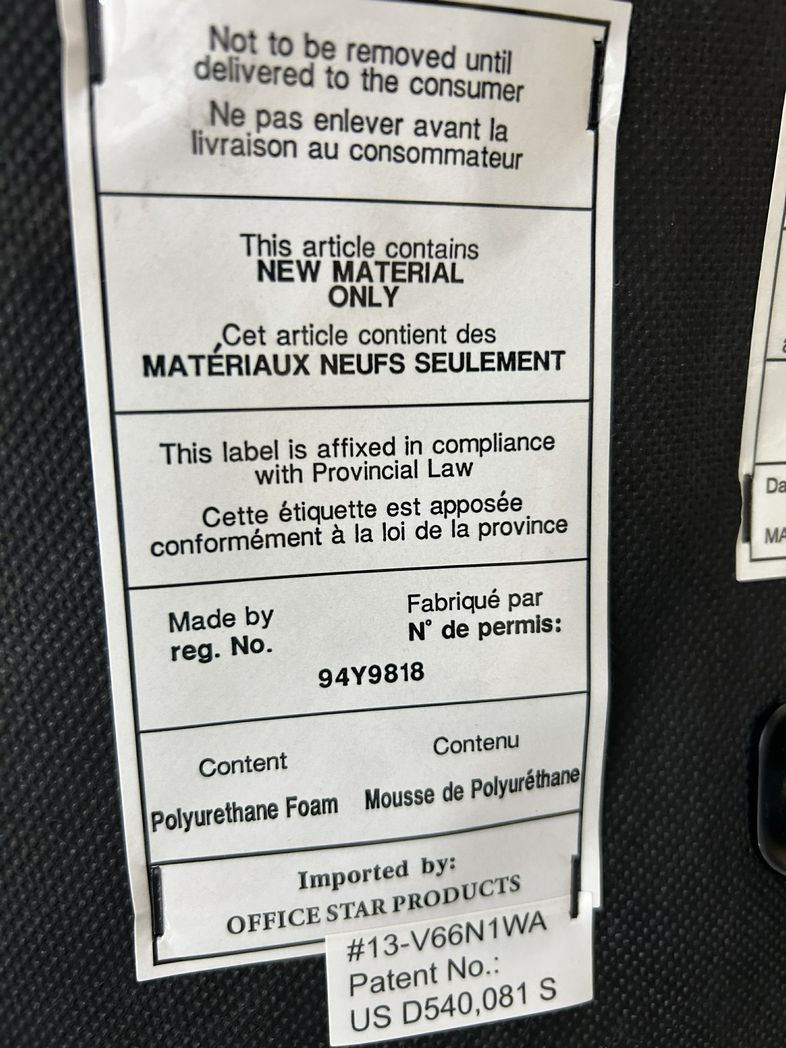 Not to be removed until
delivered to the consumer
Ne pas enlever avant la
livraison au consommateur
This article contains
NEW MATERIAL
ONLY
Cet article contient des
MATÉRIAUX NEUFS SEULEMENT
This label is affixed in compliance
with Provincial Law
Cette étiquette est apposée
conformément à la loi de la province
Made by
reg. No.
Fabriqué par
N° de permis:
94Y9818
Content
Contenu
Polyurethane Foam
Mousse de Polyuréthane
Imported by:
OFFICE STAR PRODUCTS
#13-V66N1WA
Patent No.:
US D540,081 S